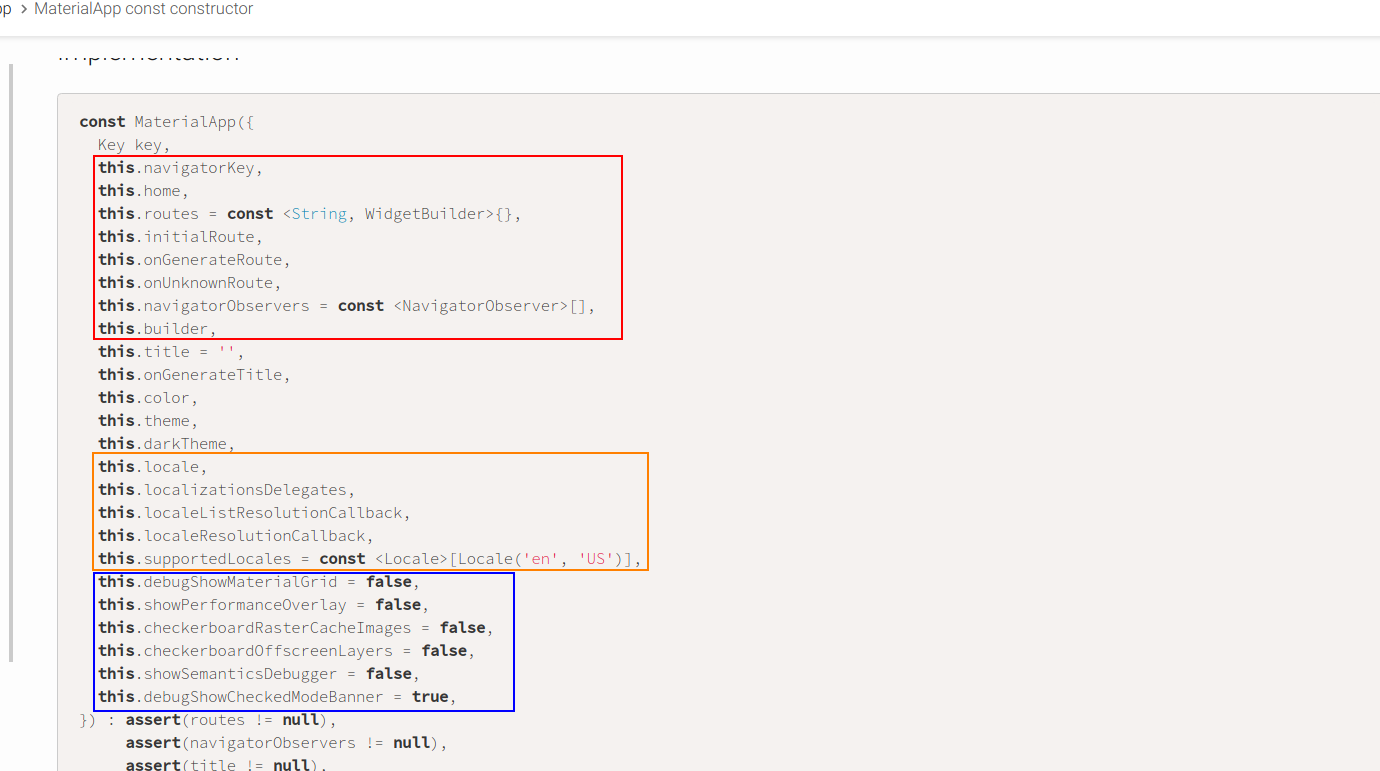 pp > MaterialApp const constructor
Implementation
const MaterialApp({
Key key,
this.navigatorKey,
this.home,
this.routes = const <String, WidgetBuilder>{},
this.initialRoute,
this.onGenerateRoute,
this.onUnknownRoute,
this.navigatorObservers = const <NavigatorObserver>[],
this.builder,
this.title = '',
this.onGenerateTitle,
this.color,
this.theme,
this.darkTheme,
this.locale,
this.localizationsDelegates,
this.localeListResolutionCallback,
this.localeResolutionCallback,
this.supportedLocales = const <Locale>[Locale('en', 'US')],
this.debugShowMaterialGrid = false,
this.showPerformanceOverlay = false,
this.checkerboardRasterCacheImages = false,
this.checkerboardOffscreenLayers = false,
this.showSemanticsDebugger = false,
this.debugShowCheckedModeBanner = true,
}) : assert(routes != null),
assert(navigatorObservers != null),
assert(title != null),